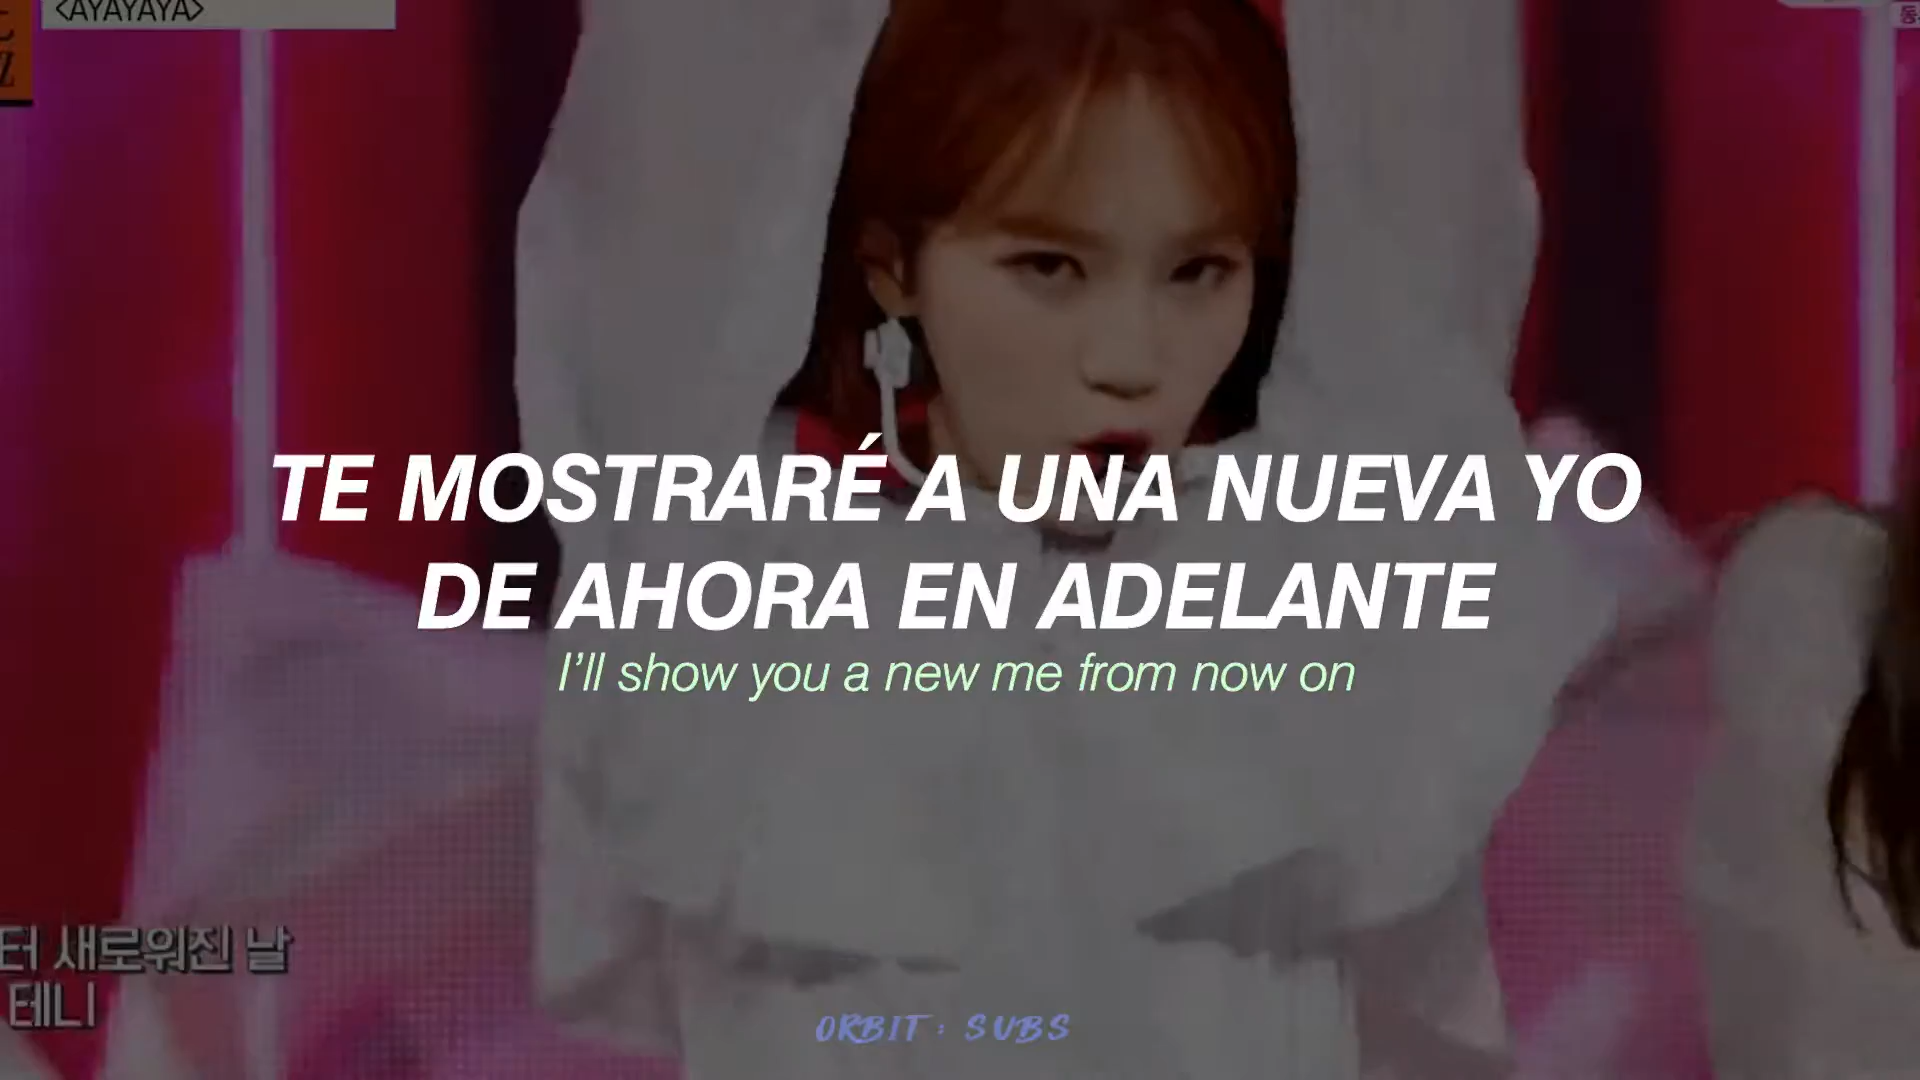 <AYAYAYA>
Z
TE MOSTRARÉ A UNA NUEVA YO
DE AHORA EN ADELANTE
I’ll show you a new me from now on
터 새로워진 날
테니
ORBIT: SUBS